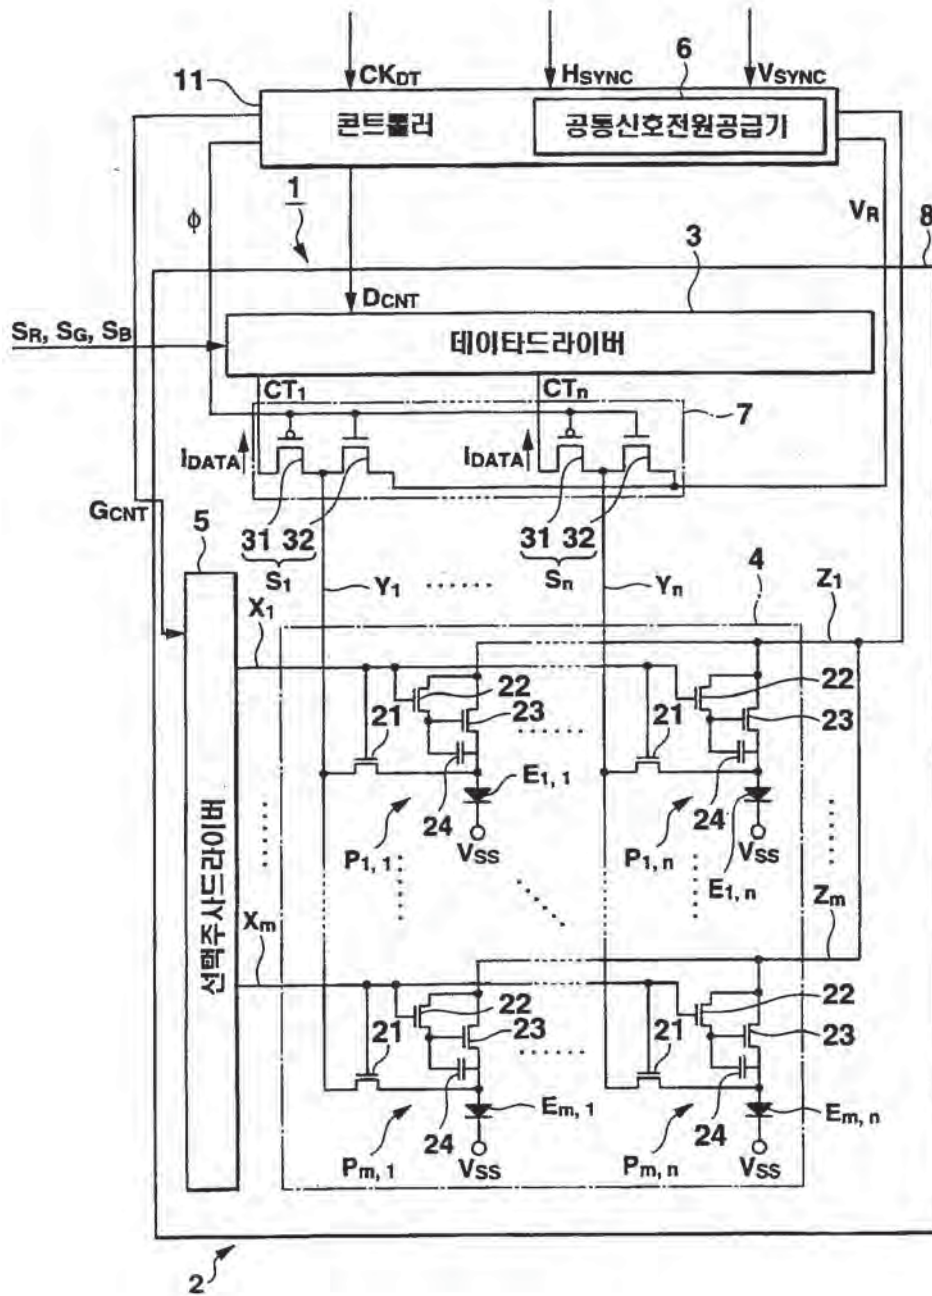 6
CKDT HSYNC VSYNC
11
콘트롤러 공통신호전원공급기
1
ϕ VR
3 8
DCNT
SR, SG, SB
데이타드라이버
CT1 CTn
7
IDATA IDATA
GCNT
5 31 32 31 32
S1 Sn 4
Y1 Yn Z1
X1
22 22
21 23 21 23
E1, 1
24 24
P1, 1 VSS P1, n VSS
E1, n
선택주사드라이버
Xm Zm
22 22
21 23 21 23
Em, 1 Em, n
24 24
Pm, 1 VSS Pm, n VSS
2